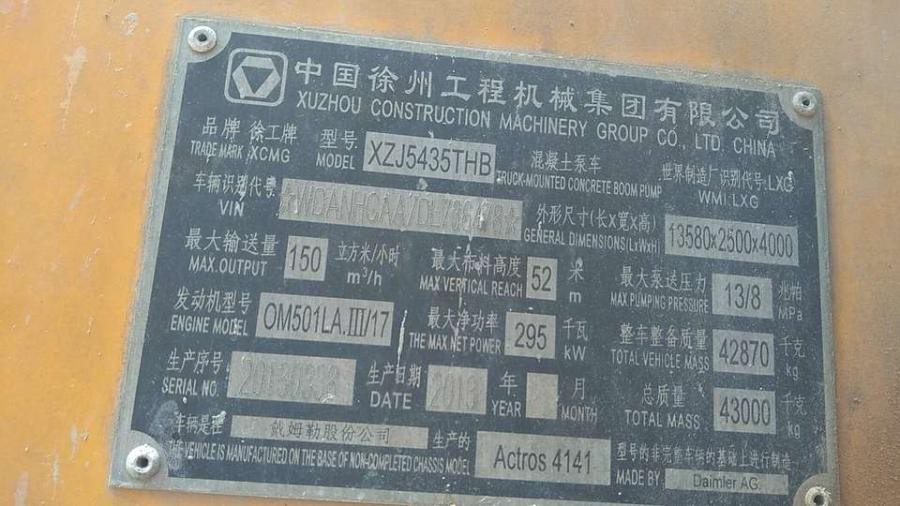 中国徐州工程机械集团有限公司
XUZHOU CONSTRUCTION MACHINERY GROUP CO., LTD, CHINA
品牌 徐工牌 型号 XZJ5435THB 混凝土泵车 世界制造厂识别代号:LXG
TRADE MARK XCMG MODEL TRUCK-MOUNTED CONCRETE BOOM PUMP WMI:LXG
车辆识别代号 外形尺寸(长X宽X高) 13580x2500x4000
VIN GENERAL DIMENSIONS(LxWxH)
最大输送量 150 立方米/小时 最大布料高度 52 米 最大泵送压力 13/8 兆帕
MAX.OUTPUT m³/h MAX VERTICAL REACH m MAX PUMPING PRESSURE MPa
发动机型号 OM501LA.III/17 最大净功率 295 千瓦 整车整备质量 42870 千克
ENGINE MODEL THE MAX NET POWER kW TOTAL VEHICLE MASS kg
生产序号 生产日期 2013 年 月 总质量 43000 千克
SERIAL NO. DATE YEAR MONTH TOTAL MASS kg
车辆是在 戴姆勒股份公司 生产的 Actros 4141 型号的非完整车辆的基础上进行制造
THE VEHICLE IS MANUFACTURED ON THE BASE OF NON-COMPLETED CHASSIS MODEL MADE BY Daimler AG.